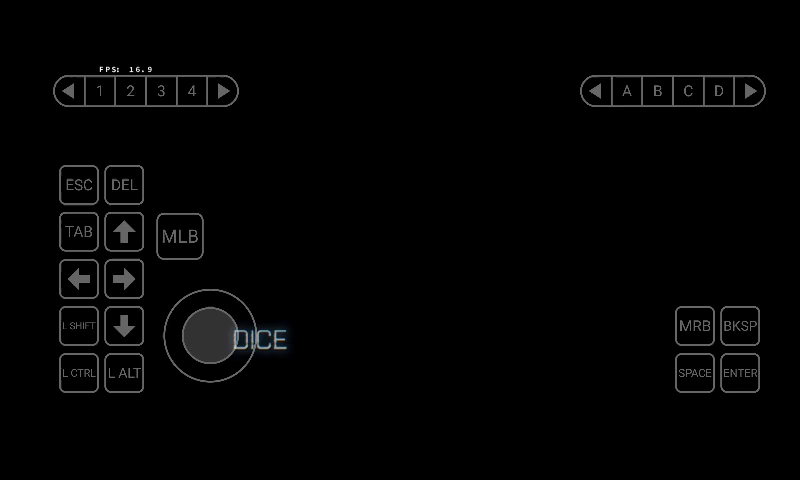 FPS: 16.9
1 2 3 4
A B C D
ESC DEL
TAB
MLB
L SHIFT
MRB BKSP
DICE
L CTRL L ALT
SPACE ENTER